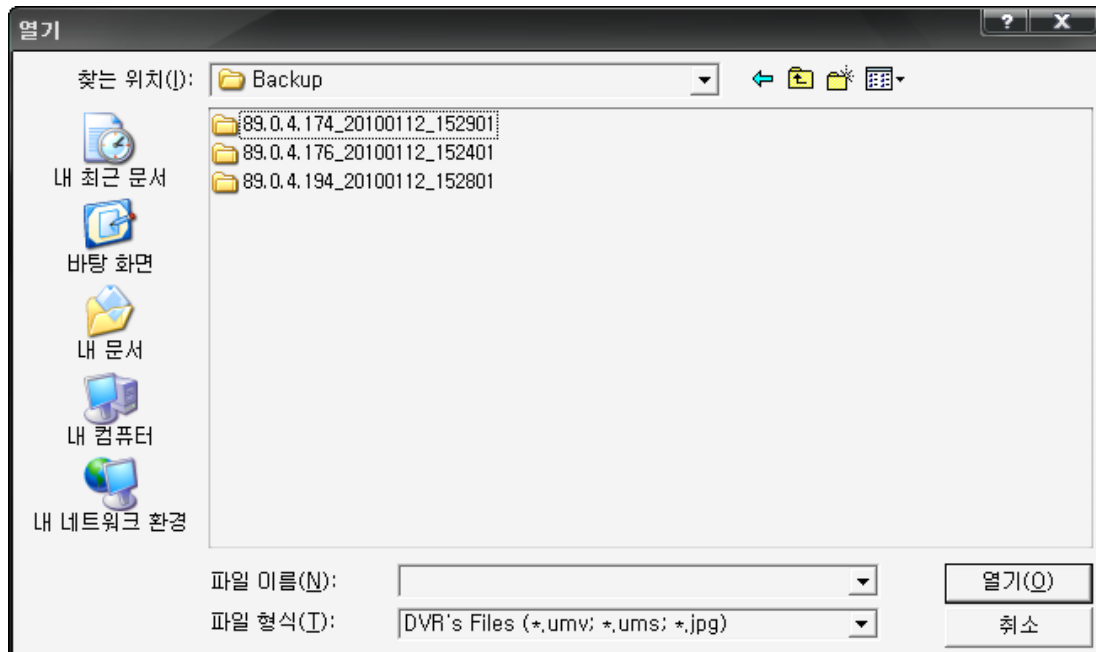 열기
찾는 위치(I): Backup
89.0.4.174_20100112_152901
89.0.4.176_20100112_152401
89.0.4.194_20100112_152801
내 최근 문서
바탕 화면
내 문서
내 컴퓨터
내 네트워크 환경
파일 이름(N):
열기(O)
파일 형식(T): DVR's Files (*.umv; *.ums; *.jpg)
취소